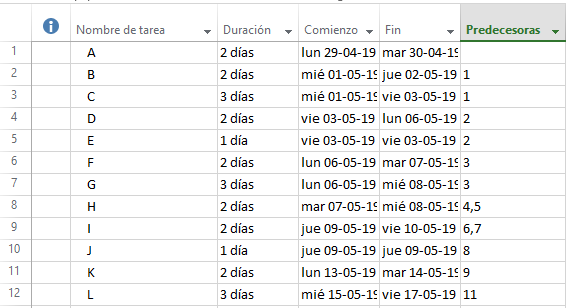 Nombre de tarea Duración Comienzo Fin Predecesoras
1 A 2 días lun 29-04-19 mar 30-04-19
2 B 2 días mié 01-05-19 jue 02-05-19 1
3 C 3 días mié 01-05-19 vie 03-05-19 1
4 D 2 días vie 03-05-19 lun 06-05-19 2
5 E 1 día vie 03-05-19 vie 03-05-19 2
6 F 2 días lun 06-05-19 mar 07-05-19 3
7 G 3 días lun 06-05-19 mié 08-05-19 3
8 H 2 días mar 07-05-19 mié 08-05-19 4,5
9 I 2 días jue 09-05-19 vie 10-05-19 6,7
10 J 1 día jue 09-05-19 jue 09-05-19 8
11 K 2 días lun 13-05-19 mar 14-05-19 9
12 L 3 días mié 15-05-19 vie 17-05-19 11